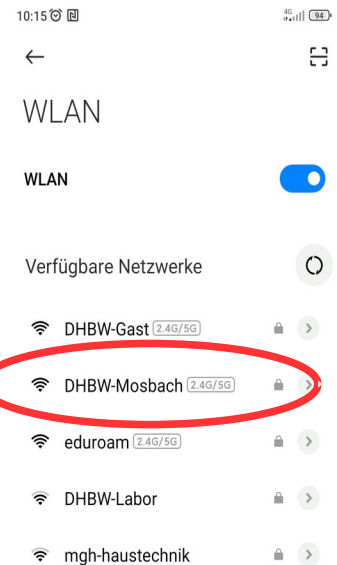 10:15
4G 94
WLAN
WLAN
Verfügbare Netzwerke
DHBW-Gast 2.4G/5G
DHBW-Mosbach 2.4G/5G
eduroam 2.4G/5G
DHBW-Labor
mgh-haustechnik